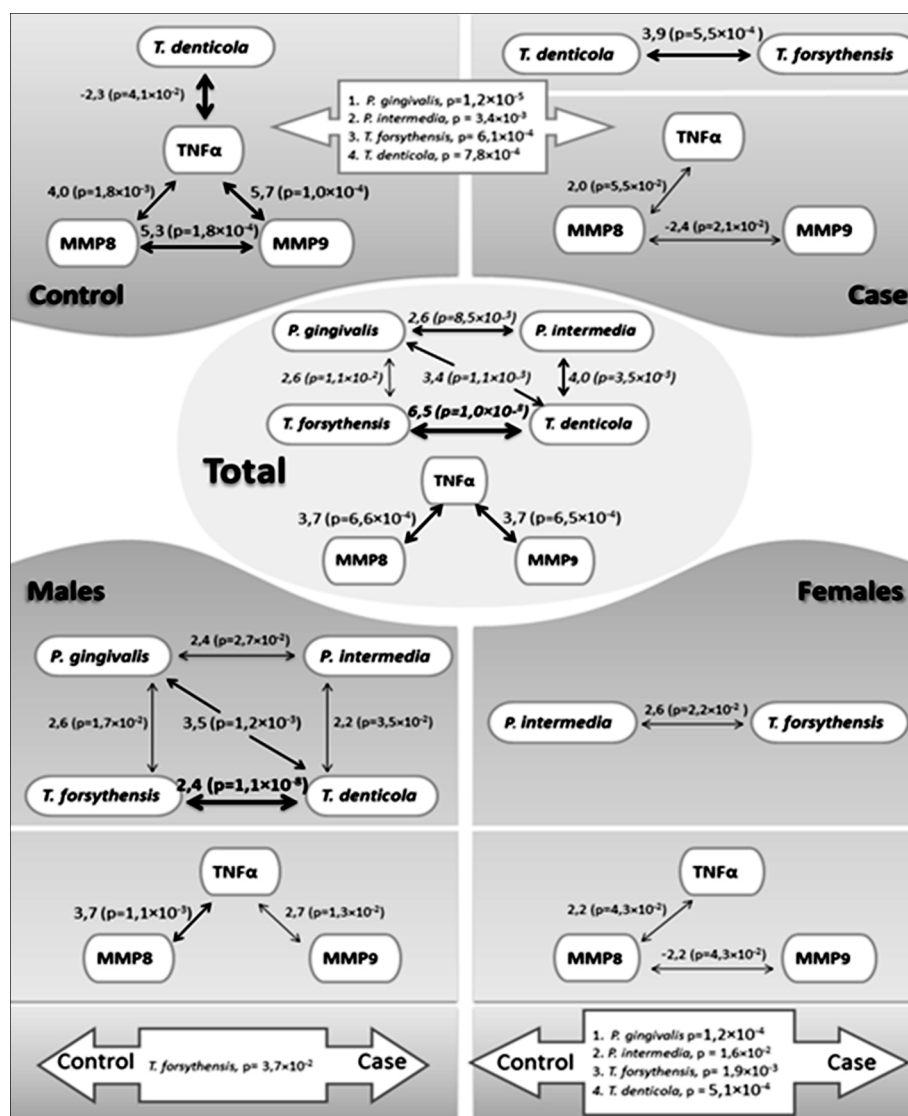 T. denticola
-2,3 (p=4,1×10⁻²)
TNFα
4,0 (p=1,8×10⁻³)
5,7 (p=1,0×10⁻⁴)
5,3 (p=1,8×10⁻⁴)
MMP8
MMP9
Control
1. P. gingivalis, p=1,2×10⁻⁵
2. P. intermedia, p = 3,4×10⁻³
3. T. forsythensis, p= 6,1×10⁻⁴
4. T. denticola, p = 7,8×10⁻⁴
3,9 (p=5,5×10⁻⁴)
T. denticola
T. forsythensis
TNFα
2,0 (p=5,5×10⁻²)
MMP8
-2,4 (p=2,1×10⁻²)
MMP9
Case
P. gingivalis
2,6 (p=8,5×10⁻³)
P. intermedia
2,6 (p=1,1×10-²)
3,4 (p=1,1×10-³)
4,0 (p=3,5×10⁻³)
6,5 (p=1,0×10-⁸)
T. forsythensis
T. denticola
Total
TNFα
3,7 (p=6,6×10⁻⁴)
3,7 (p=6,5×10⁻⁴)
MMP8
MMP9
Males
P. gingivalis
2,4 (p=2,7×10⁻²)
P. intermedia
2,6 (p=1,7×10⁻²)
3,5 (p=1,2×10⁻³)
2,2 (p=3,5×10⁻²)
2,4 (p=1,1×10⁻⁸)
T. forsythensis
T. denticola
TNFα
3,7 (p=1,1×10⁻³)
2,7 (p=1,3×10⁻²)
MMP8
MMP9
Control
T. forsythensis, p= 3,7×10⁻²
Case
Females
P. intermedia
2,6 (p=2,2×10⁻²)
T. forsythensis
TNFα
2,2 (p=4,3×10⁻²)
MMP8
-2,2 (p=4,3×10⁻²)
MMP9
Control
1. P. gingivalis p=1,2×10⁻⁴
2. P. intermedia, p = 1,6×10⁻²
3. T. forsythensis, p= 1,9×10⁻³
4. T. denticola, p = 5,1×10⁻⁴
Case